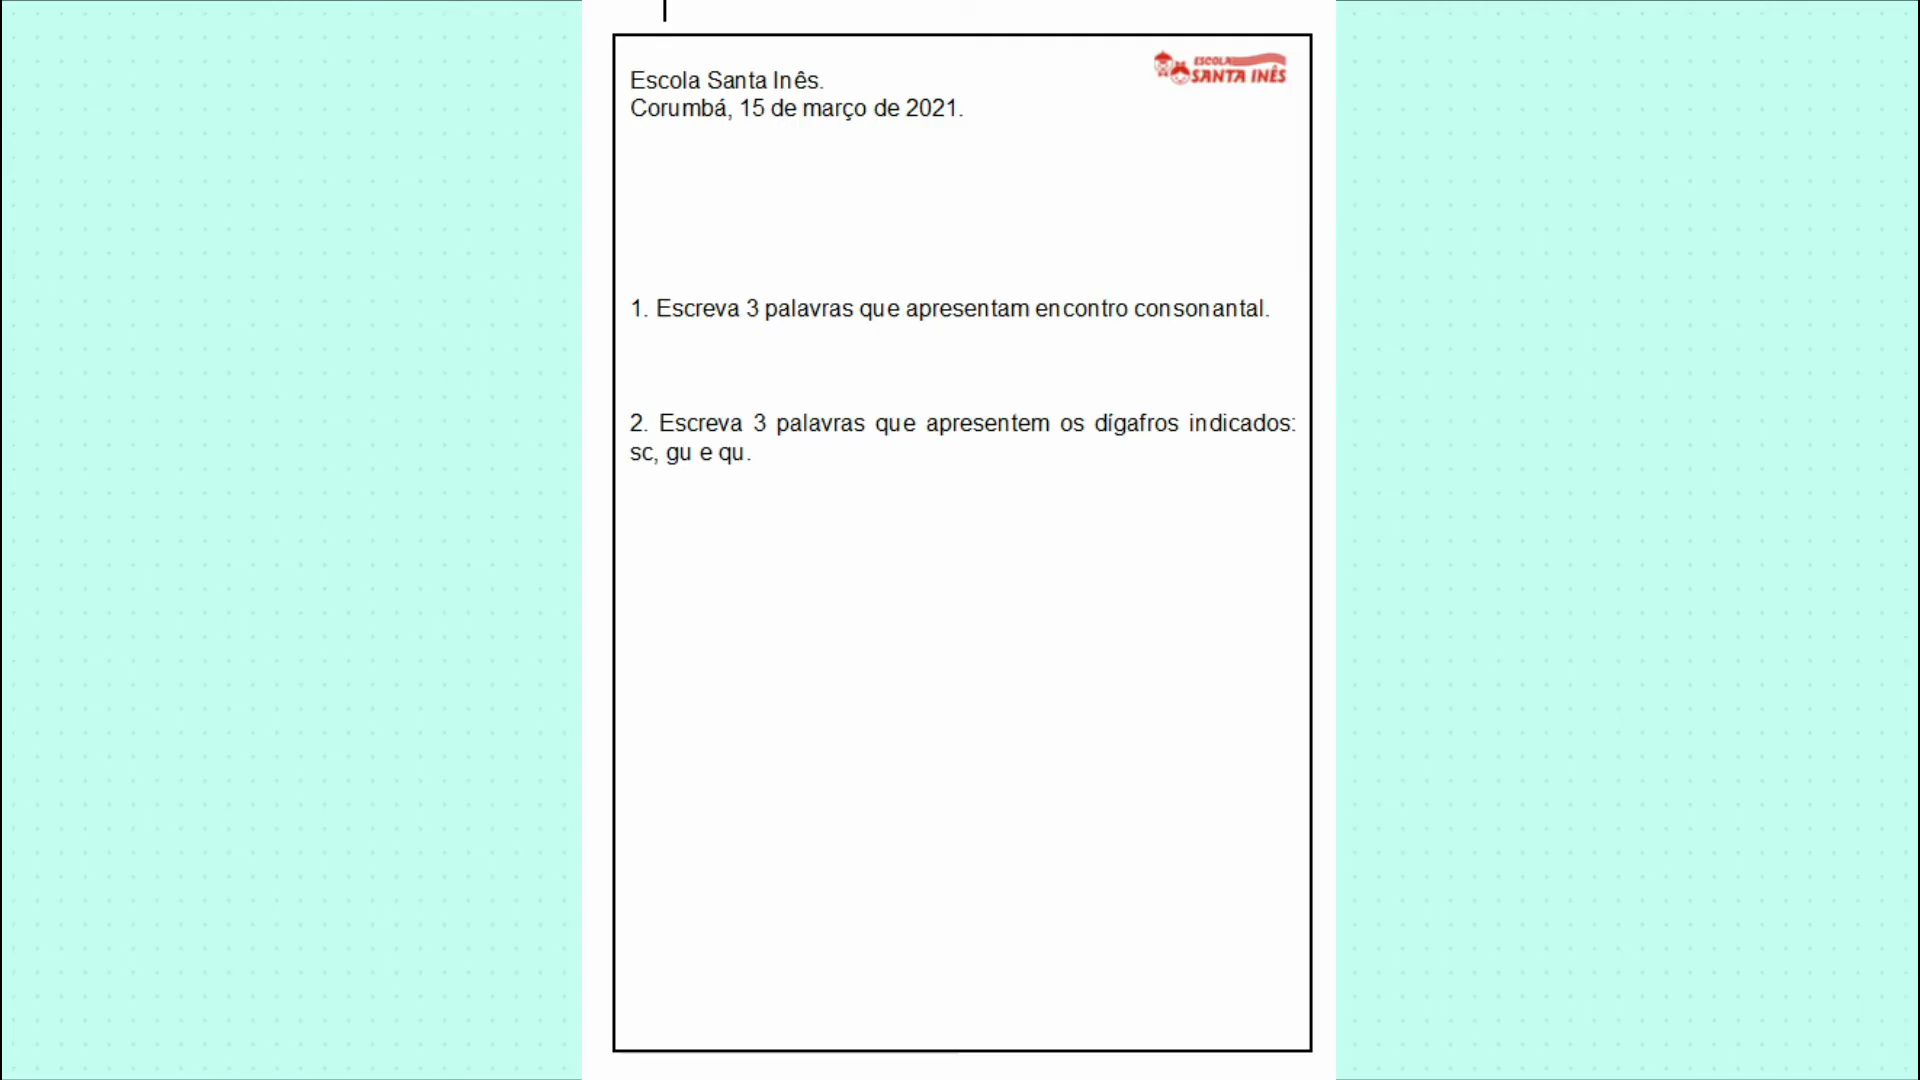 ESCOLA
SANTA INÊS
Escola Santa Inês.
Corumbá, 15 de março de 2021.
1. Escreva 3 palavras que apresentam encontro consonantal.
2. Escreva 3 palavras que apresentem os dígafros indicados:
sc, gu e qu.